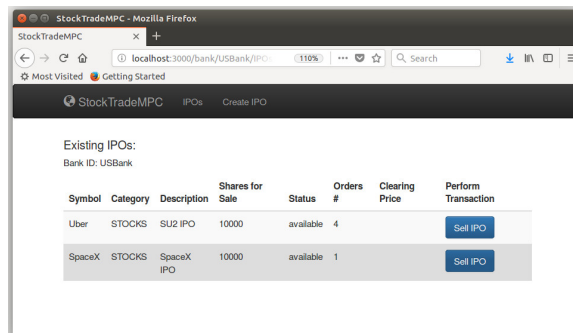 StockTradeMPC - Mozilla Firefox
StockTradeMPC × +
localhost:3000/bank/USBank/IPO 110% Search
Most Visited Getting Started
StockTradeMPC IPOs Create IPO
Existing IPOs:
Bank ID: USBank
Symbol Category Description Shares for Sale Status Orders # Clearing Price Perform Transaction
Uber STOCKS SU2 IPO 10000 available 4 Sell IPO
SpaceX STOCKS SpaceX IPO 10000 available 1 Sell IPO